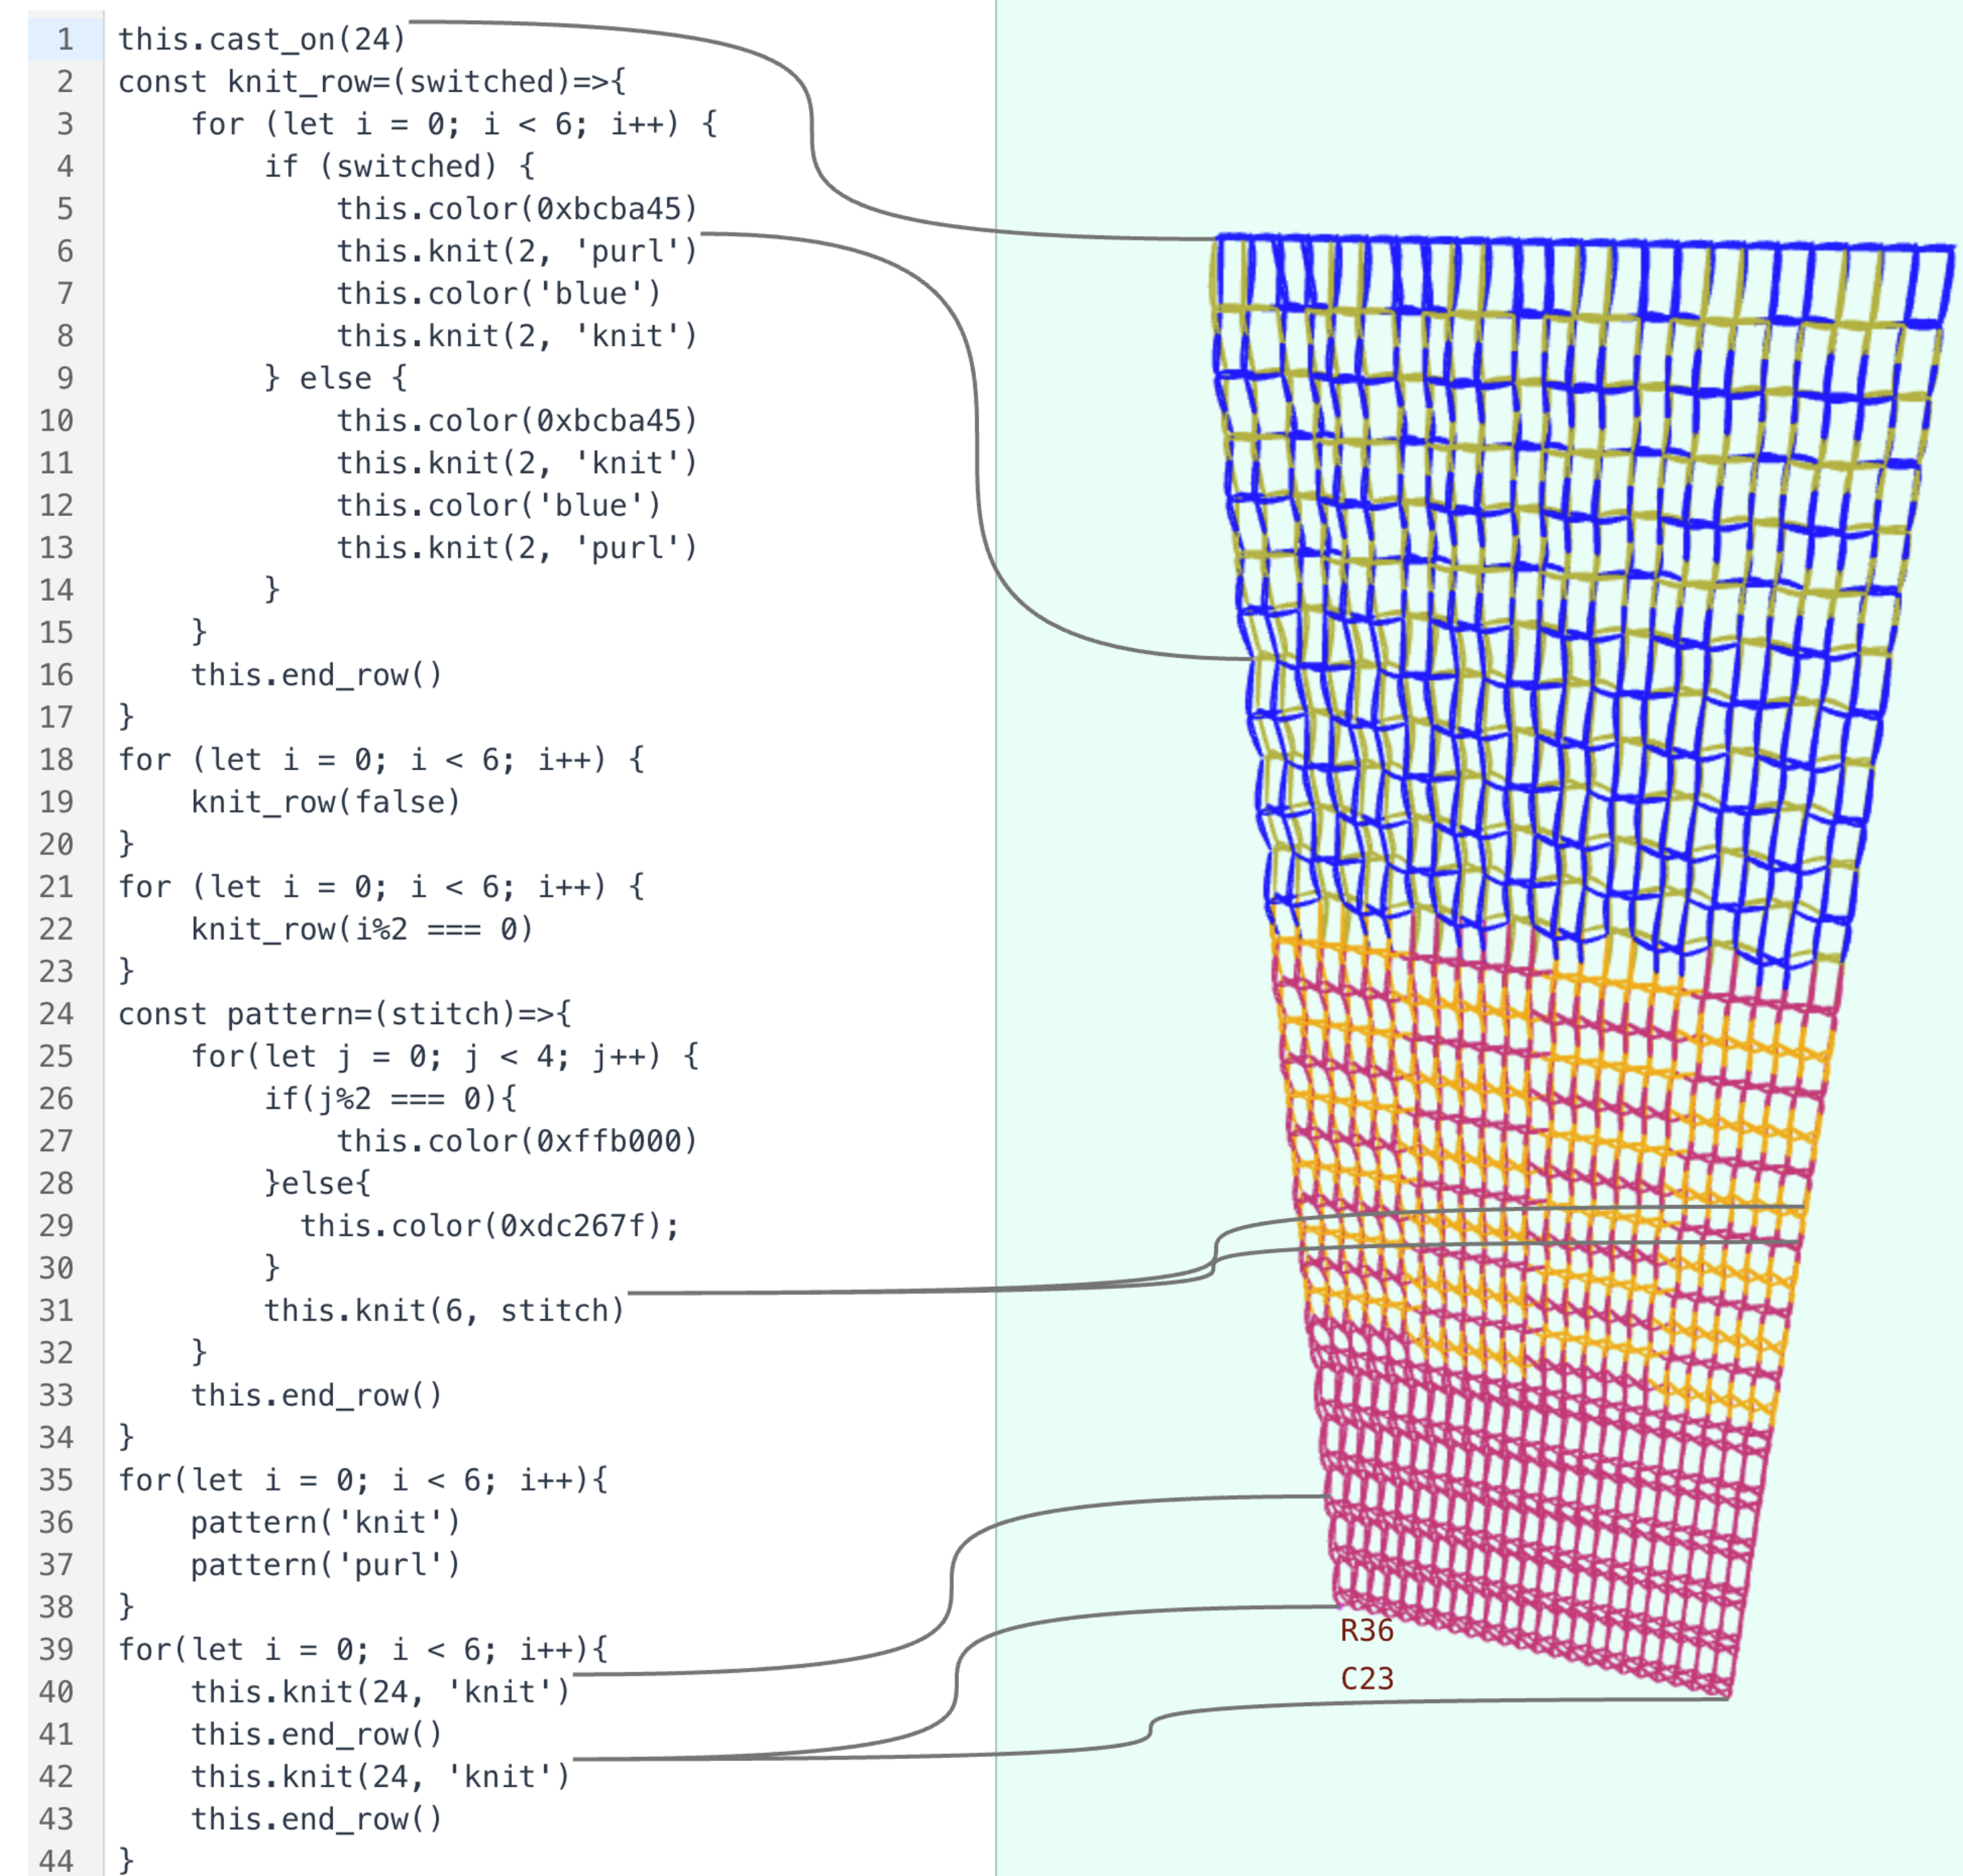 1 this.cast_on(24)
2 const knit_row=(switched)=>{
3     for (let i = 0; i < 6; i++) {
4         if (switched) {
5             this.color(0xbcba45)
6             this.knit(2, 'purl')
7             this.color('blue')
8             this.knit(2, 'knit')
9         } else {
10             this.color(0xbcba45)
11             this.knit(2, 'knit')
12             this.color('blue')
13             this.knit(2, 'purl')
14         }
15     }
16     this.end_row()
17 }
18 for (let i = 0; i < 6; i++) {
19     knit_row(false)
20 }
21 for (let i = 0; i < 6; i++) {
22     knit_row(i%2 === 0)
23 }
24 const pattern=(stitch)=>{
25     for(let j = 0; j < 4; j++) {
26         if(j%2 === 0){
27             this.color(0xffb000)
28         }else{
29           this.color(0xdc267f);
30         }
31         this.knit(6, stitch)
32     }
33     this.end_row()
34 }
35 for(let i = 0; i < 6; i++){
36     pattern('knit')
37     pattern('purl')
38 }
39 for(let i = 0; i < 6; i++){
40     this.knit(24, 'knit')
41     this.end_row()
42     this.knit(24, 'knit')
43     this.end_row()
44 }
R36
C23